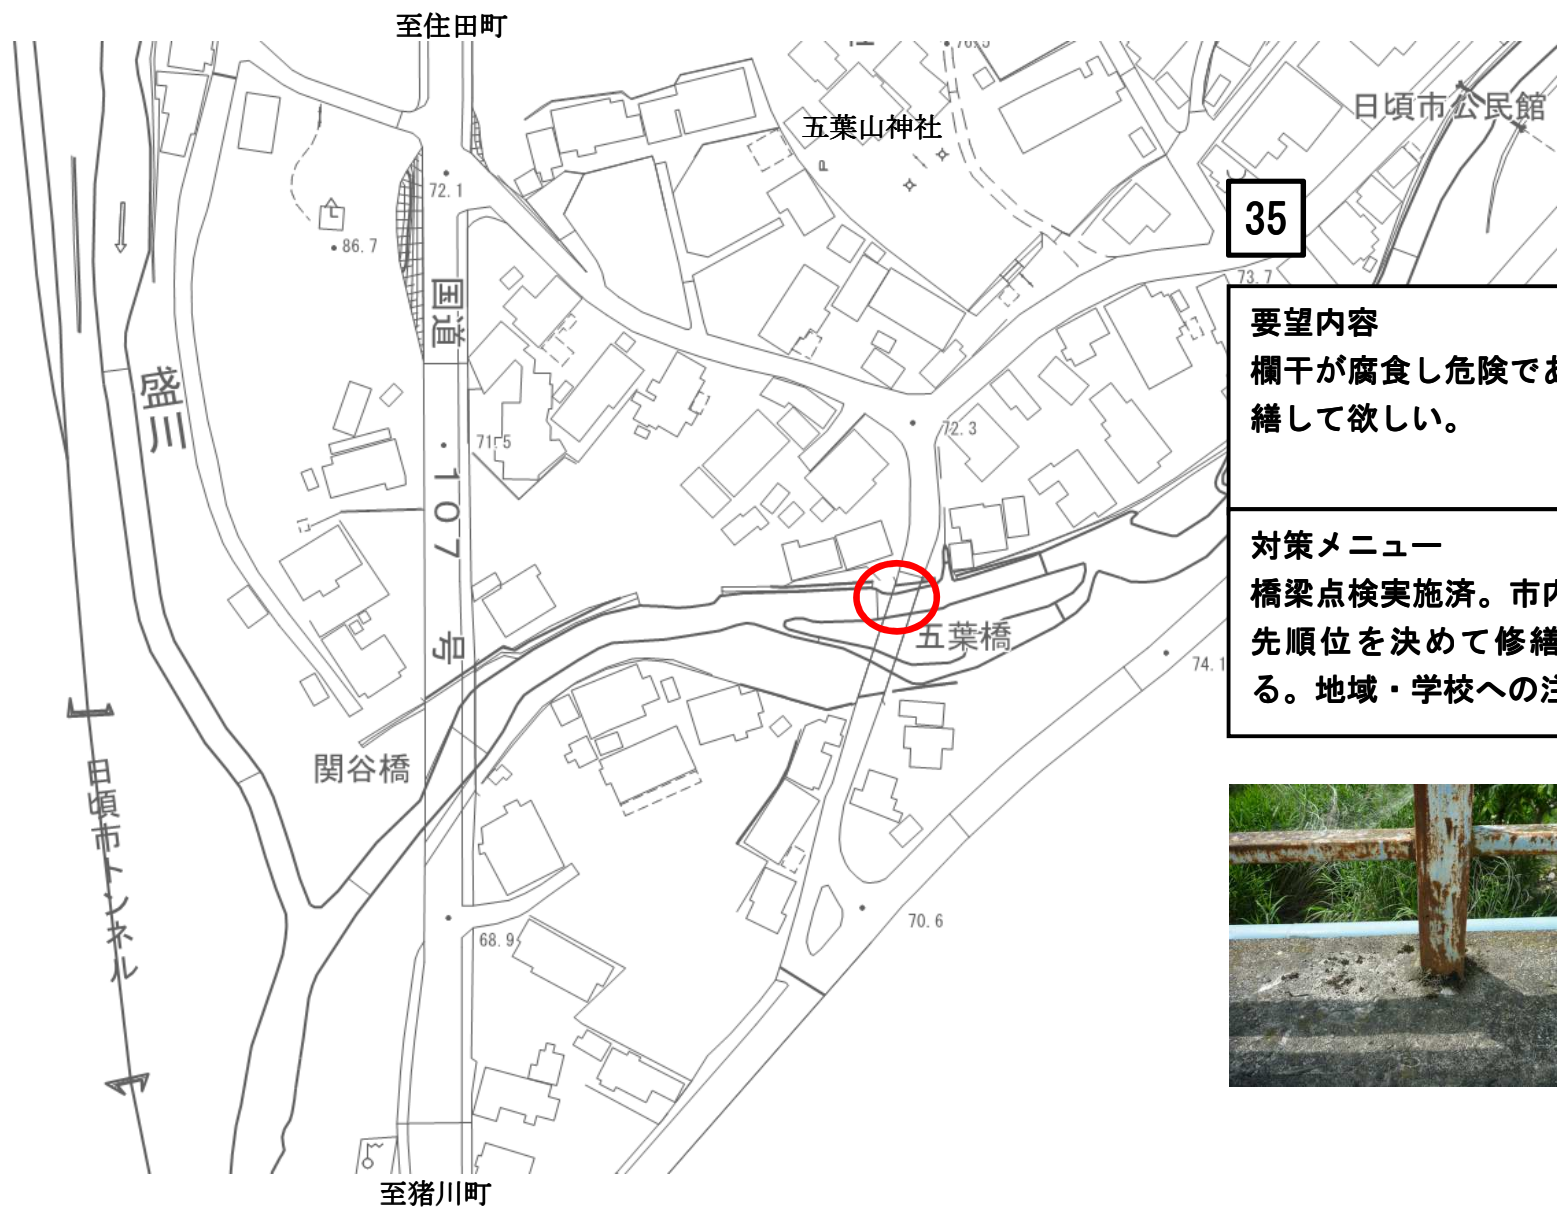 至住田町
76.5
日頃市公民館
五葉山神社
72.1
35
86.7
73.7
国道107号
要望内容
欄干が腐食し危険であ
繕して欲しい。
盛川
72.3
71.5
対策メニュー
橋梁点検実施済。市内
先順位を決めて修繕
る。地域・学校への注
五葉橋
74.1
関谷橋
日頃市トンネル
70.6
68.9
至猪川町